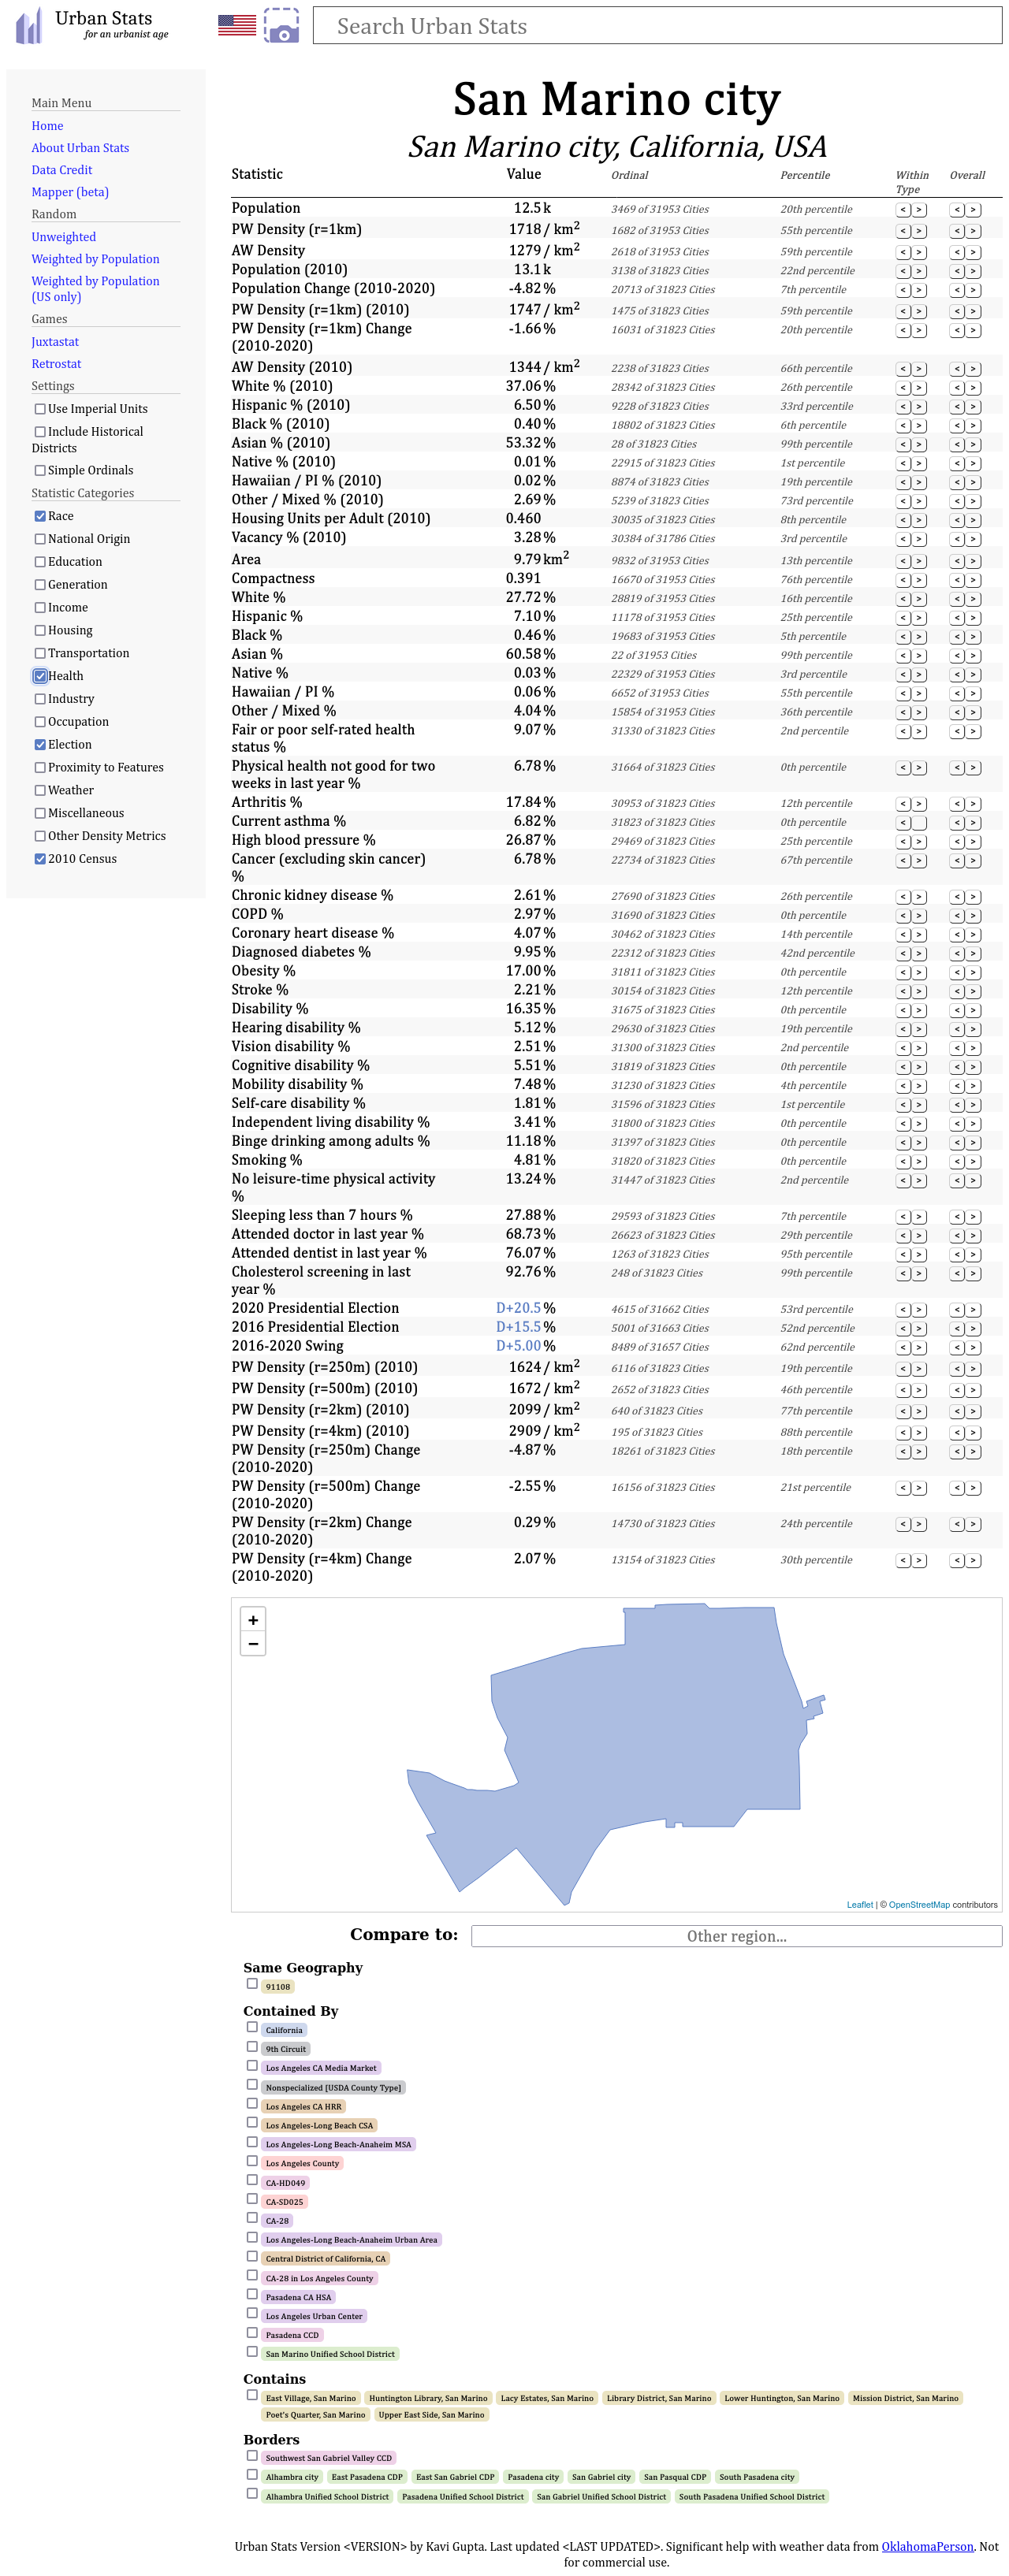 Urban Stats
for an urbanist age
Search Urban Stats
Main Menu
Home
About Urban Stats
Data Credit
Mapper (beta)
Random
Unweighted
Weighted by Population
Weighted by Population
(US only)
Games
Juxtastat
Retrostat
Settings
Use Imperial Units
Include Historical
Districts
Simple Ordinals
Statistic Categories
Race
National Origin
Education
Generation
Income
Housing
Transportation
Health
Industry
Occupation
Election
Proximity to Features
Weather
Miscellaneous
Other Density Metrics
2010 Census
San Marino city
San Marino city, California, USA
Statistic Value Ordinal Percentile Within Type Overall
Population 12.5 k 3469 of 31953 Cities 20th percentile < > < >
PW Density (r=1km) 1718 / km2 1682 of 31953 Cities 55th percentile < > < >
AW Density 1279 / km2 2618 of 31953 Cities 59th percentile < > < >
Population (2010) 13.1 k 3138 of 31823 Cities 22nd percentile < > < >
Population Change (2010-2020) -4.82 % 20713 of 31823 Cities 7th percentile < > < >
PW Density (r=1km) (2010) 1747 / km2 1475 of 31823 Cities 59th percentile < > < >
PW Density (r=1km) Change -1.66 % 16031 of 31823 Cities 20th percentile < > < >
(2010-2020)
AW Density (2010) 1344 / km2 2238 of 31823 Cities 66th percentile < > < >
White % (2010) 37.06 % 28342 of 31823 Cities 26th percentile < > < >
Hispanic % (2010) 6.50 % 9228 of 31823 Cities 33rd percentile < > < >
Black % (2010) 0.40 % 18802 of 31823 Cities 6th percentile < > < >
Asian % (2010) 53.32 % 28 of 31823 Cities 99th percentile < > < >
Native % (2010) 0.01 % 22915 of 31823 Cities 1st percentile < > < >
Hawaiian / PI % (2010) 0.02 % 8874 of 31823 Cities 19th percentile < > < >
Other / Mixed % (2010) 2.69 % 5239 of 31823 Cities 73rd percentile < > < >
Housing Units per Adult (2010) 0.460 30035 of 31823 Cities 8th percentile < > < >
Vacancy % (2010) 3.28 % 30384 of 31786 Cities 3rd percentile < > < >
Area 9.79 km2 9832 of 31953 Cities 13th percentile < > < >
Compactness 0.391 16670 of 31953 Cities 76th percentile < > < >
White % 27.72 % 28819 of 31953 Cities 16th percentile < > < >
Hispanic % 7.10 % 11178 of 31953 Cities 25th percentile < > < >
Black % 0.46 % 19683 of 31953 Cities 5th percentile < > < >
Asian % 60.58 % 22 of 31953 Cities 99th percentile < > < >
Native % 0.03 % 22329 of 31953 Cities 3rd percentile < > < >
Hawaiian / PI % 0.06 % 6652 of 31953 Cities 55th percentile < > < >
Other / Mixed % 4.04 % 15854 of 31953 Cities 36th percentile < > < >
Fair or poor self-rated health 9.07 % 31330 of 31823 Cities 2nd percentile < > < >
status %
Physical health not good for two 6.78 % 31664 of 31823 Cities 0th percentile < > < >
weeks in last year %
Arthritis % 17.84 % 30953 of 31823 Cities 12th percentile < > < >
Current asthma % 6.82 % 31823 of 31823 Cities 0th percentile < < >
High blood pressure % 26.87 % 29469 of 31823 Cities 25th percentile < > < >
Cancer (excluding skin cancer) 6.78 % 22734 of 31823 Cities 67th percentile < > < >
%
Chronic kidney disease % 2.61 % 27690 of 31823 Cities 26th percentile < > < >
COPD % 2.97 % 31690 of 31823 Cities 0th percentile < > < >
Coronary heart disease % 4.07 % 30462 of 31823 Cities 14th percentile < > < >
Diagnosed diabetes % 9.95 % 22312 of 31823 Cities 42nd percentile < > < >
Obesity % 17.00 % 31811 of 31823 Cities 0th percentile < > < >
Stroke % 2.21 % 30154 of 31823 Cities 12th percentile < > < >
Disability % 16.35 % 31675 of 31823 Cities 0th percentile < > < >
Hearing disability % 5.12 % 29630 of 31823 Cities 19th percentile < > < >
Vision disability % 2.51 % 31300 of 31823 Cities 2nd percentile < > < >
Cognitive disability % 5.51 % 31819 of 31823 Cities 0th percentile < > < >
Mobility disability % 7.48 % 31230 of 31823 Cities 4th percentile < > < >
Self-care disability % 1.81 % 31596 of 31823 Cities 1st percentile < > < >
Independent living disability % 3.41 % 31800 of 31823 Cities 0th percentile < > < >
Binge drinking among adults % 11.18 % 31397 of 31823 Cities 0th percentile < > < >
Smoking % 4.81 % 31820 of 31823 Cities 0th percentile < > < >
No leisure-time physical activity 13.24 % 31447 of 31823 Cities 2nd percentile < > < >
%
Sleeping less than 7 hours % 27.88 % 29593 of 31823 Cities 7th percentile < > < >
Attended doctor in last year % 68.73 % 26623 of 31823 Cities 29th percentile < > < >
Attended dentist in last year % 76.07 % 1263 of 31823 Cities 95th percentile < > < >
Cholesterol screening in last 92.76 % 248 of 31823 Cities 99th percentile < > < >
year %
2020 Presidential Election D+20.5 % 4615 of 31662 Cities 53rd percentile < > < >
2016 Presidential Election D+15.5 % 5001 of 31663 Cities 52nd percentile < > < >
2016-2020 Swing D+5.00 % 8489 of 31657 Cities 62nd percentile < > < >
PW Density (r=250m) (2010) 1624 / km2 6116 of 31823 Cities 19th percentile < > < >
PW Density (r=500m) (2010) 1672 / km2 2652 of 31823 Cities 46th percentile < > < >
PW Density (r=2km) (2010) 2099 / km2 640 of 31823 Cities 77th percentile < > < >
PW Density (r=4km) (2010) 2909 / km2 195 of 31823 Cities 88th percentile < > < >
PW Density (r=250m) Change -4.87 % 18261 of 31823 Cities 18th percentile < > < >
(2010-2020)
PW Density (r=500m) Change -2.55 % 16156 of 31823 Cities 21st percentile < > < >
(2010-2020)
PW Density (r=2km) Change 0.29 % 14730 of 31823 Cities 24th percentile < > < >
(2010-2020)
PW Density (r=4km) Change 2.07 % 13154 of 31823 Cities 30th percentile < > < >
(2010-2020)
+
−
Leaflet | © OpenStreetMap contributors
Compare to: Other region...
Same Geography
91108
Contained By
California
9th Circuit
Los Angeles CA Media Market
Nonspecialized [USDA County Type]
Los Angeles CA HRR
Los Angeles-Long Beach CSA
Los Angeles-Long Beach-Anaheim MSA
Los Angeles County
CA-HD049
CA-SD025
CA-28
Los Angeles-Long Beach-Anaheim Urban Area
Central District of California, CA
CA-28 in Los Angeles County
Pasadena CA HSA
Los Angeles Urban Center
Pasadena CCD
San Marino Unified School District
Contains
East Village, San Marino Huntington Library, San Marino Lacy Estates, San Marino Library District, San Marino Lower Huntington, San Marino Mission District, San Marino
Poet's Quarter, San Marino Upper East Side, San Marino
Borders
Southwest San Gabriel Valley CCD
Alhambra city East Pasadena CDP East San Gabriel CDP Pasadena city San Gabriel city San Pasqual CDP South Pasadena city
Alhambra Unified School District Pasadena Unified School District San Gabriel Unified School District South Pasadena Unified School District
Urban Stats Version <VERSION> by Kavi Gupta. Last updated <LAST UPDATED>. Significant help with weather data from OklahomaPerson. Not
for commercial use.